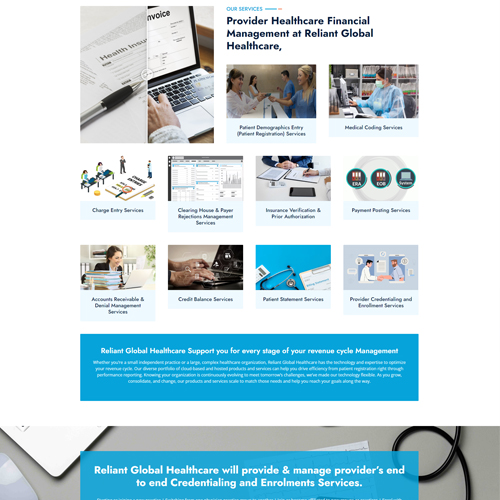 OUR SERVICES
Provider Healthcare Financial
Management at Reliant Global
Healthcare,
Invoice
Health Insu
Patient Demographics Entry
(Patient Registration) Services
Medical Coding Services
Charge Entry Services
Clearing House & Payer
Rejections Management
Services
Insurance Verification &
Prior Authorization
ERA
EOB
System
Payment Posting Services
Accounts Receivable &
Denial Management
Services
Credit Balance Services
Patient Statement Services
Provider Credentialing and
Enrollment Services
Reliant Global Healthcare Support you for every stage of your revenue cycle Management
Whether you're a small independent practice or a large, complex healthcare organization, Reliant Global Healthcare has the technology and expertise to optimize
your revenue cycle. Our diverse portfolio of cloud-based and hosted products and services can help you drive efficiency from patient registration right through
performance reporting. Knowing your organization is continuously evolving to meet tomorrow's challenges, we've made our technology flexible. As you grow,
consolidate, and change; our products and services scale to match those needs and help you reach your goals along the way.
Reliant Global Healthcare will provide & manage provider's end
to end Credentialing and Enrolments Services.